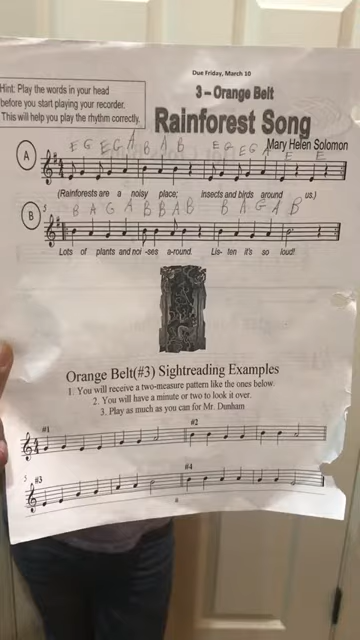 Due Friday, March 10
Hint: Play the words in your head
before you start playing your recorder.
This will help you play the rhythm correctly.
3 – Orange Belt
Rainforest Song
Mary Helen Solomon
A
E G E G A B A B E G E G E E
(Rainforests are a noisy place; insects and birds around us.)
B
B A G A B B A B B A G A B
Lots of plants and noi -ses a-round. Lis- ten it's so loud!
Orange Belt(#3) Sightreading Examples
1. You will receive a two-measure pattern like the ones below.
2. You will have a minute or two to look it over.
3. Play as much as you can for Mr. Dunham
#1 #2
5 #3 #4